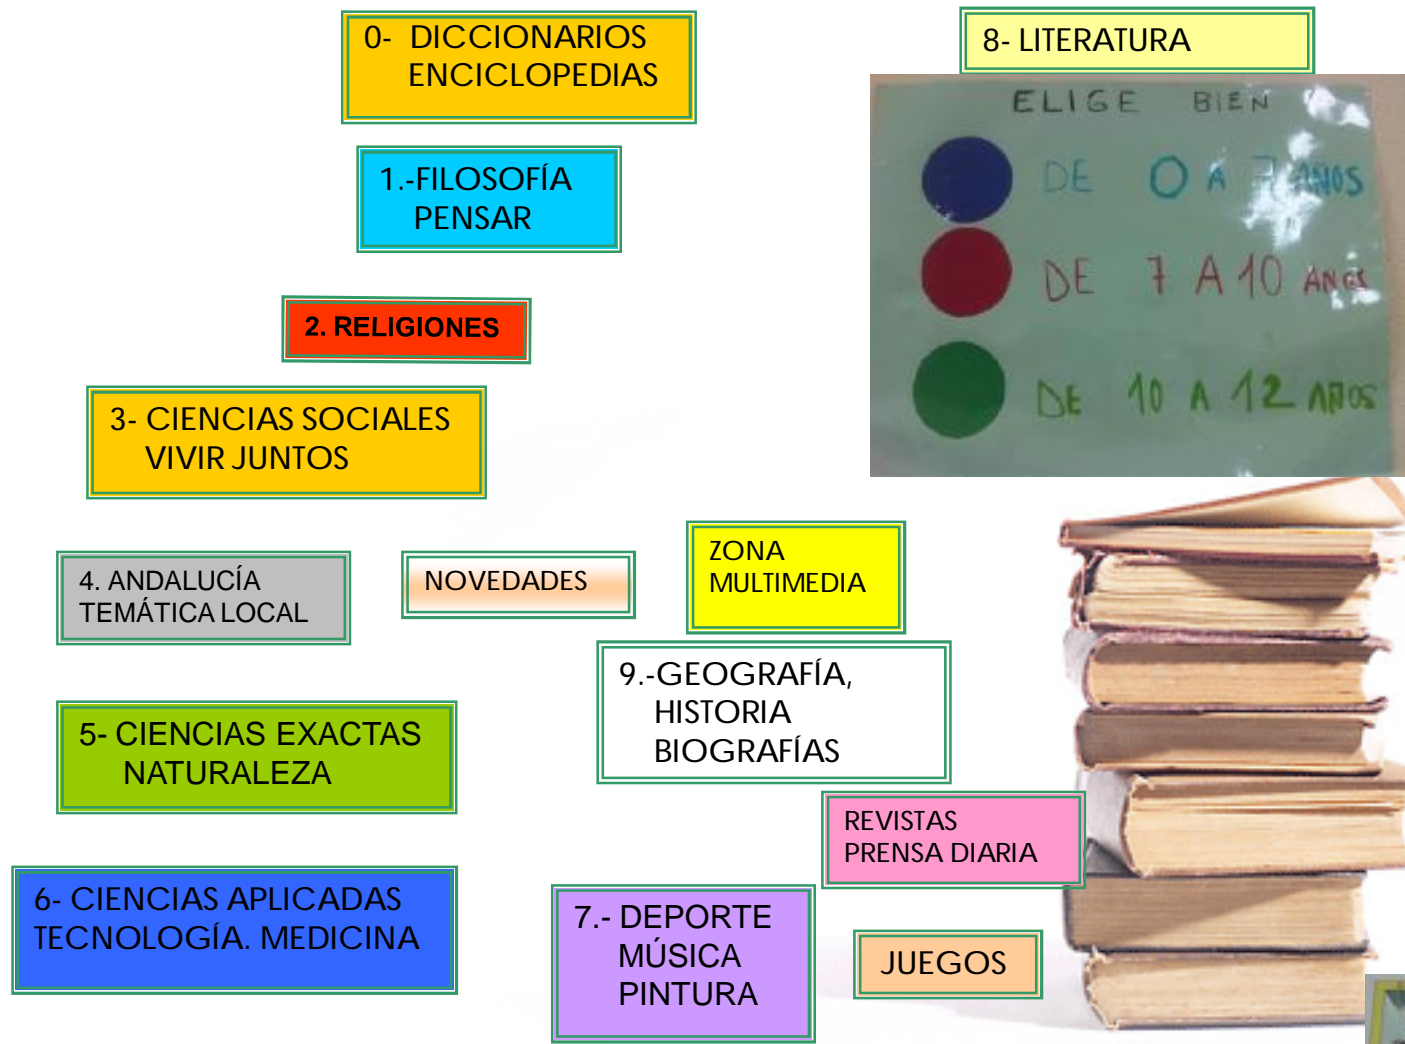 0- DICCIONARIOS
ENCICLOPEDIAS
1.-FILOSOFÍA
PENSAR
2. RELIGIONES
3- CIENCIAS SOCIALES
VIVIR JUNTOS
4. ANDALUCÍA
TEMÁTICA LOCAL
NOVEDADES
5- CIENCIAS EXACTAS
NATURALEZA
6- CIENCIAS APLICADAS
TECNOLOGÍA. MEDICINA
8- LITERATURA
ELIGE BIEN
DE 0 A 7 AÑOS
DE 7 A 10 AÑOS
DE 10 A 12 AÑOS
ZONA
MULTIMEDIA
9.-GEOGRAFÍA,
HISTORIA
BIOGRAFÍAS
REVISTAS
PRENSA DIARIA
7.- DEPORTE
MÚSICA
PINTURA
JUEGOS